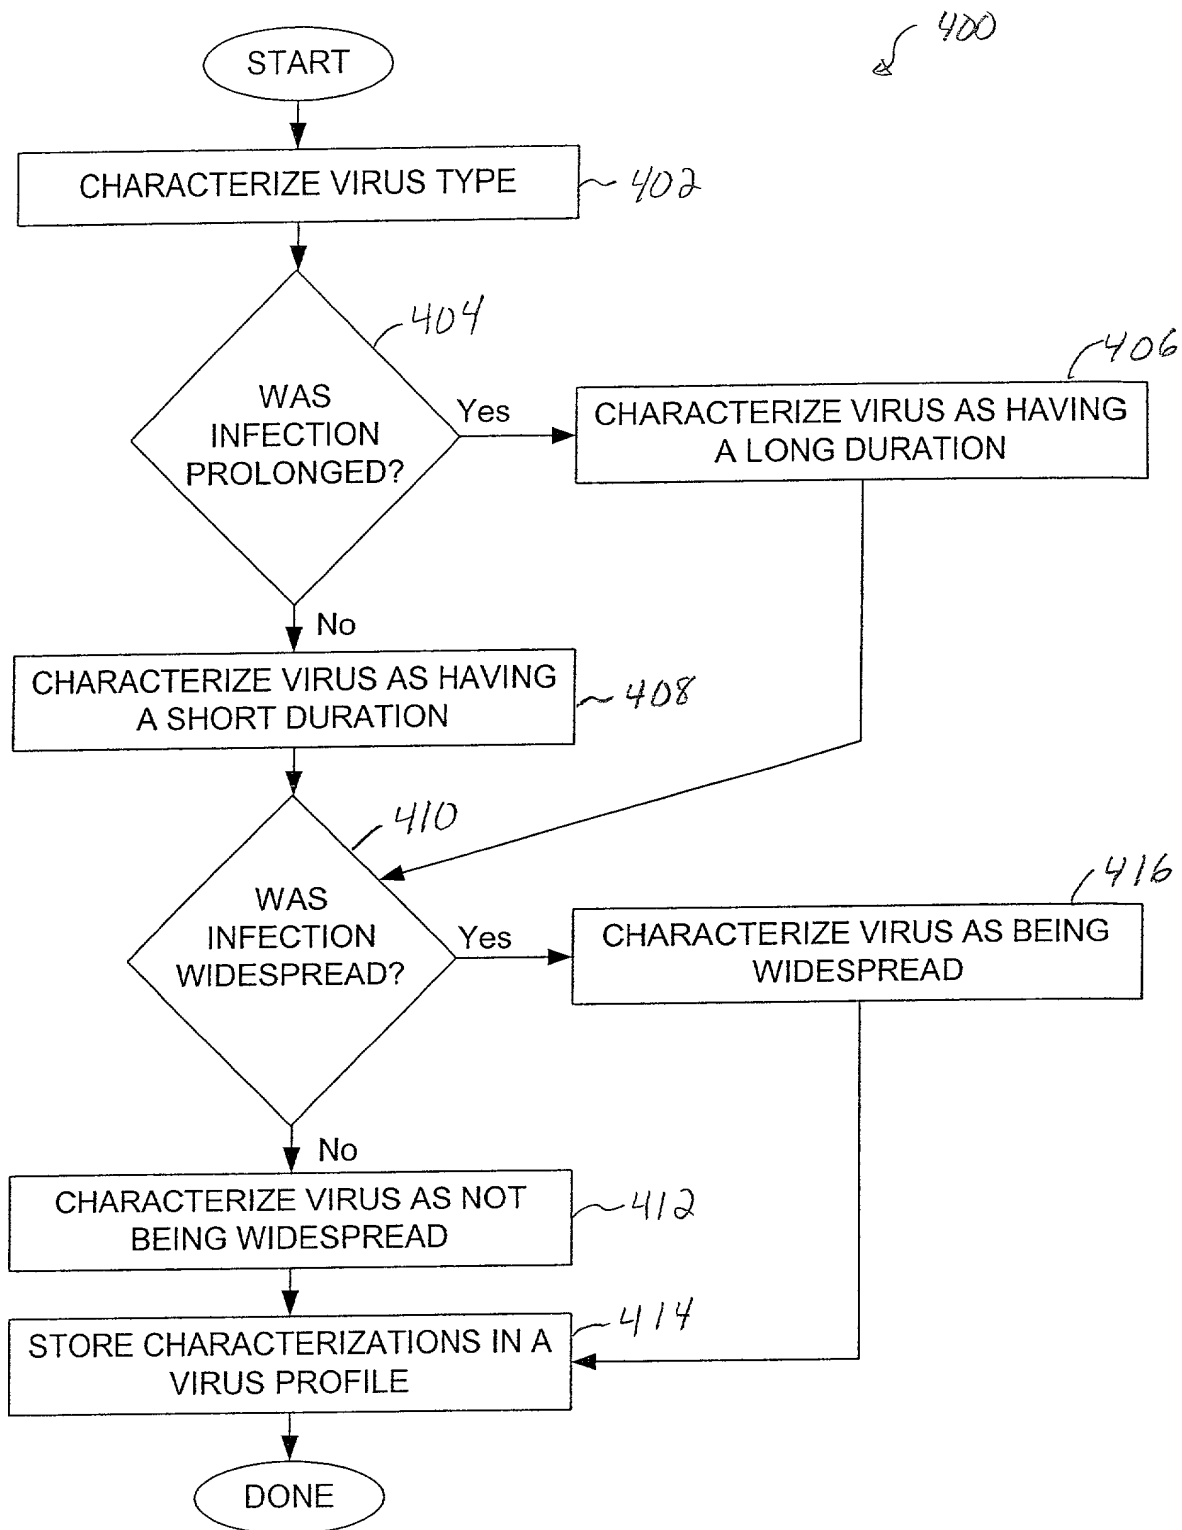 400
START
CHARACTERIZE VIRUS TYPE
402
404
WAS
INFECTION
PROLONGED?
Yes
406
CHARACTERIZE VIRUS AS HAVING
A LONG DURATION
No
CHARACTERIZE VIRUS AS HAVING
A SHORT DURATION
408
410
WAS
INFECTION
WIDESPREAD?
Yes
416
CHARACTERIZE VIRUS AS BEING
WIDESPREAD
No
CHARACTERIZE VIRUS AS NOT
BEING WIDESPREAD
412
414
STORE CHARACTERIZATIONS IN A
VIRUS PROFILE
DONE